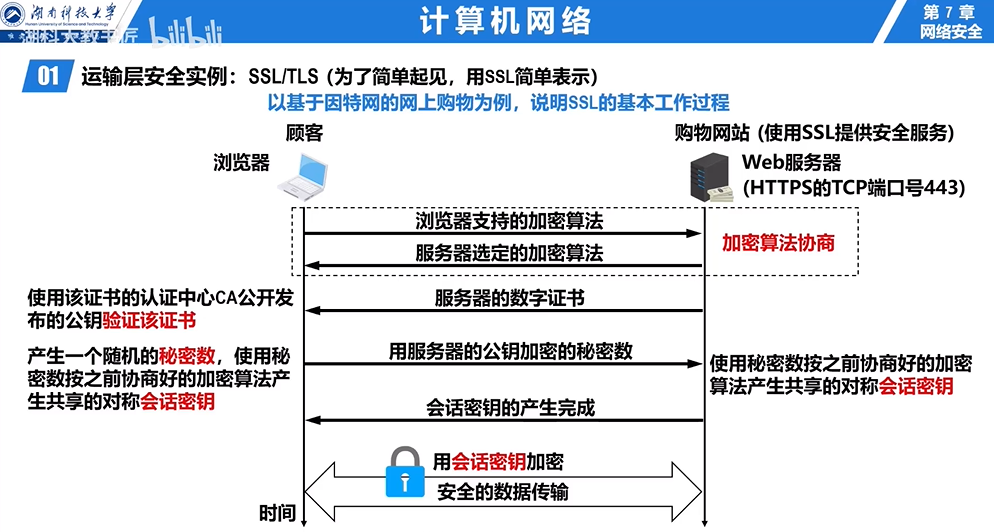 湖南科技大学
Hunan University of Science and Technology
湖科大教书匠
bilibili
计算机网络
第 7 章
网络安全
01
运输层安全实例：SSL/TLS（为了简单起见，用SSL简单表示）
以基于因特网的网上购物为例，说明SSL的基本工作过程
顾客
浏览器
购物网站 (使用SSL提供安全服务)
Web服务器
(HTTPS的TCP端口号443)
浏览器支持的加密算法
服务器选定的加密算法
加密算法协商
服务器的数字证书
使用该证书的认证中心CA公开发
布的公钥验证该证书
产生一个随机的秘密数，使用秘
密数按之前协商好的加密算法产
生共享的对称会话密钥
用服务器的公钥加密的秘密数
使用秘密数按之前协商好的加密
算法产生共享的对称会话密钥
会话密钥的产生完成
用会话密钥加密
安全的数据传输
时间